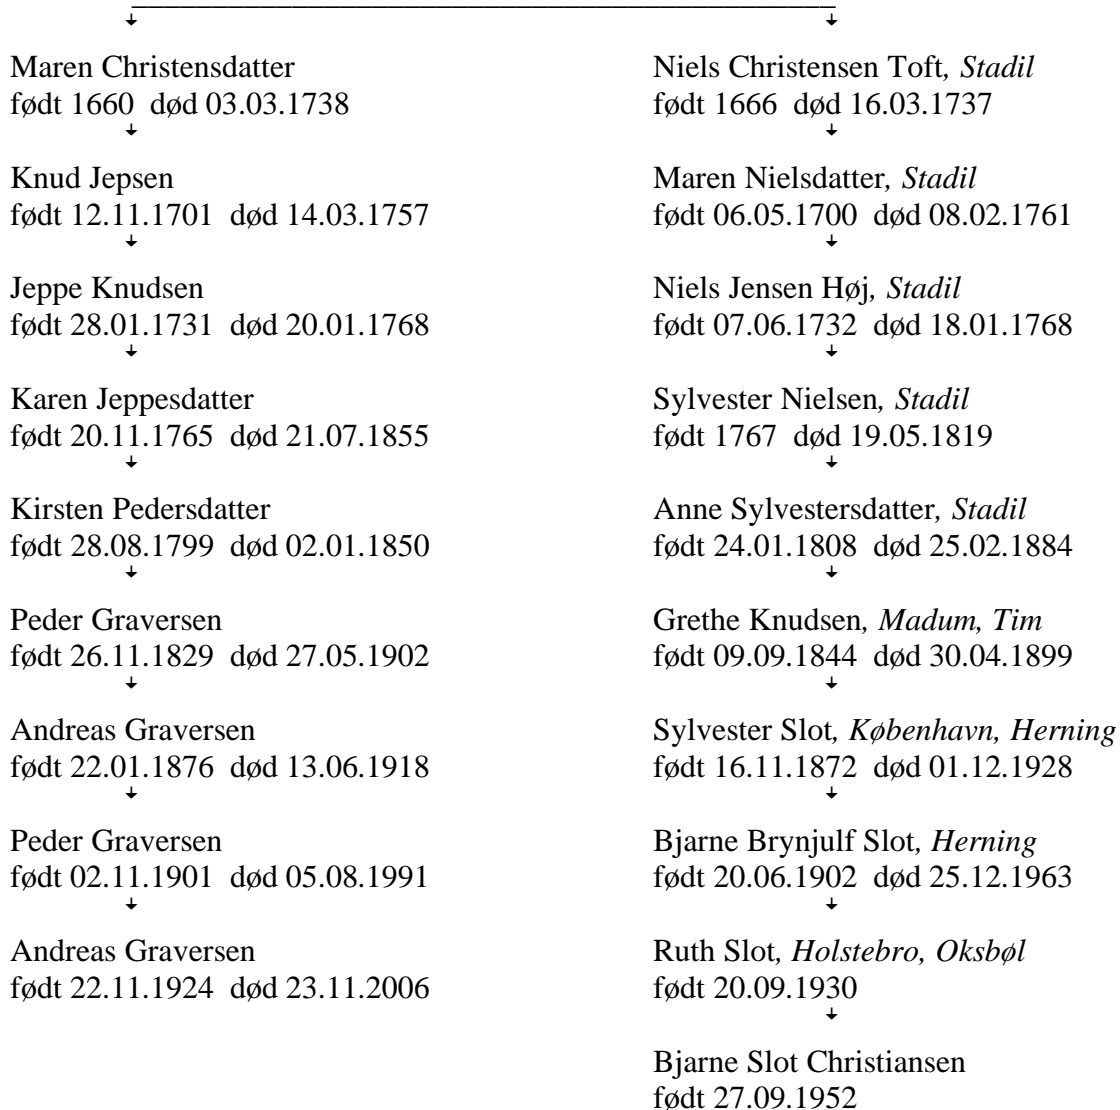 Maren Christensdatter
født 1660 død 03.03.1738
Knud Jepsen
født 12.11.1701 død 14.03.1757
Jeppe Knudsen
født 28.01.1731 død 20.01.1768
Karen Jeppesdatter
født 20.11.1765 død 21.07.1855
Kirsten Pedersdatter
født 28.08.1799 død 02.01.1850
Peder Graversen
født 26.11.1829 død 27.05.1902
Andreas Graversen
født 22.01.1876 død 13.06.1918
Peder Graversen
født 02.11.1901 død 05.08.1991
Andreas Graversen
født 22.11.1924 død 23.11.2006
Niels Christensen Toft, Stadil
født 1666 død 16.03.1737
Maren Nielsdatter, Stadil
født 06.05.1700 død 08.02.1761
Niels Jensen Høj, Stadil
født 07.06.1732 død 18.01.1768
Sylvester Nielsen, Stadil
født 1767 død 19.05.1819
Anne Sylvestersdatter, Stadil
født 24.01.1808 død 25.02.1884
Grethe Knudsen, Madum, Tim
født 09.09.1844 død 30.04.1899
Sylvester Slot, København, Herning
født 16.11.1872 død 01.12.1928
Bjarne Brynjulf Slot, Herning
født 20.06.1902 død 25.12.1963
Ruth Slot, Holstebro, Oksbøl
født 20.09.1930
Bjarne Slot Christiansen
født 27.09.1952